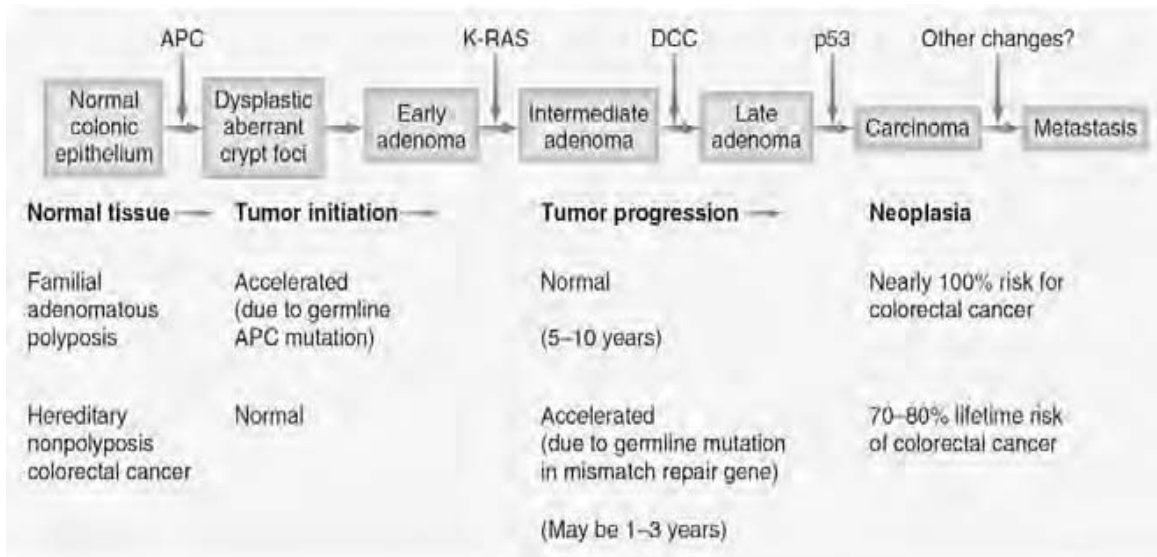 APC K-RAS DCC p53 Other changes?
Normal colonic epithelium
Dysplastic aberrant crypt foci
Early adenoma
Intermediate adenoma
Late adenoma
Carcinoma
Metastasis
Normal tissue Tumor initiation Tumor progression Neoplasia
Familial adenomatous polyposis
Accelerated
(due to germline
APC mutation)
Normal
(5–10 years)
Nearly 100% risk for
colorectal cancer
Hereditary
nonpolyposis
colorectal cancer
Normal
Accelerated
(due to germline mutation
in mismatch repair gene)
(May be 1–3 years)
70–80% lifetime risk
of colorectal cancer